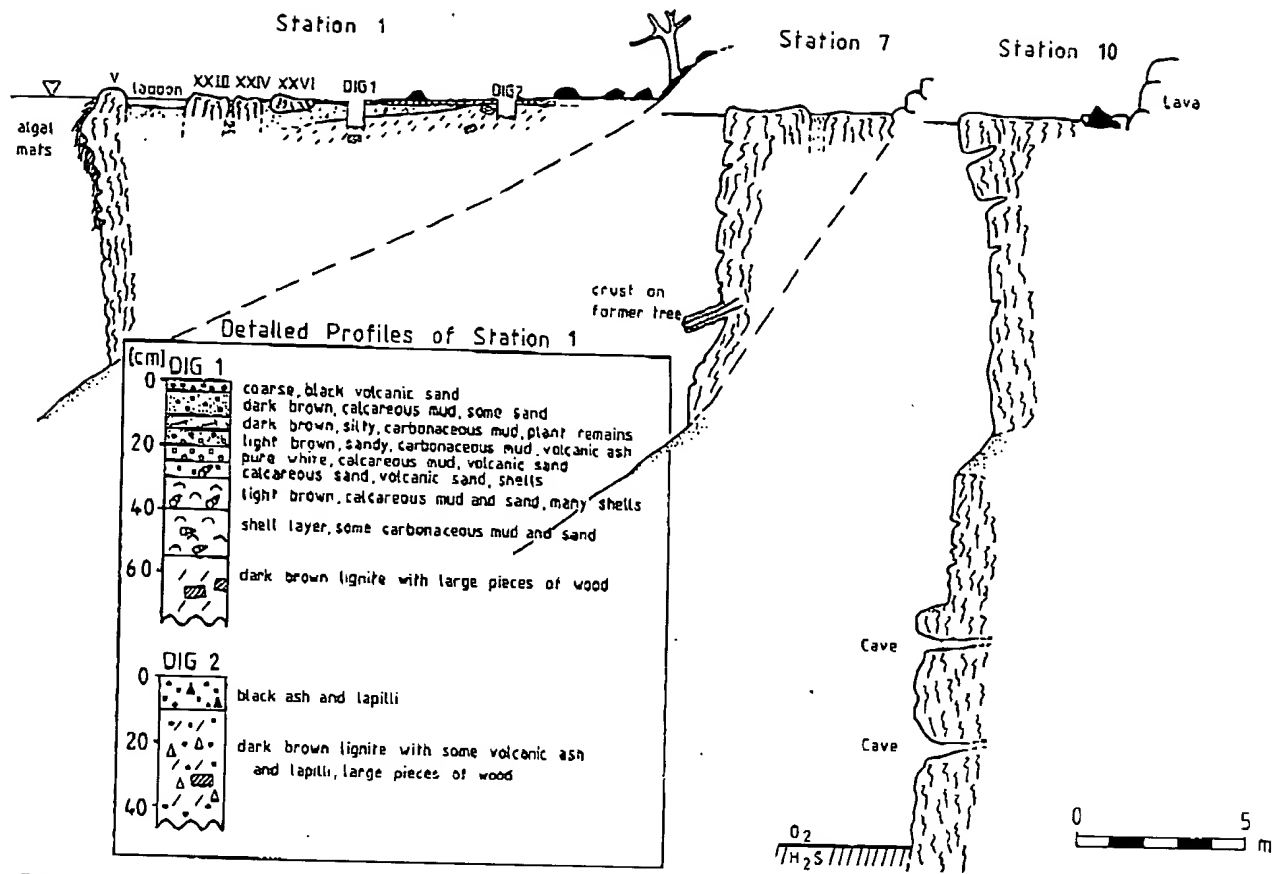 Station 1
Station 7
Station 10
V
lagoon
XXIII XXIV XXVI
DIG 1
DIG 2
Lava
algal
mats
crust on
former tree
Detailed Profiles of Station 1
[cm] DIG 1
0
coarse, black volcanic sand
dark brown, calcareous mud, some sand
dark brown, silty, carbonaceous mud, plant remains
20
light brown, sandy, carbonaceous mud, volcanic ash
pure white, calcareous mud, volcanic sand
calcareous sand, volcanic sand, shells
40
light brown, calcareous mud and sand, many shells
shell layer, some carbonaceous mud and sand
60
dark brown lignite with large pieces of wood
DIG 2
0
black ash and lapilli
20
dark brown lignite with some volcanic ash
and lapilli, large pieces of wood
40
Cave
Cave
O₂
H₂S
0 5
m